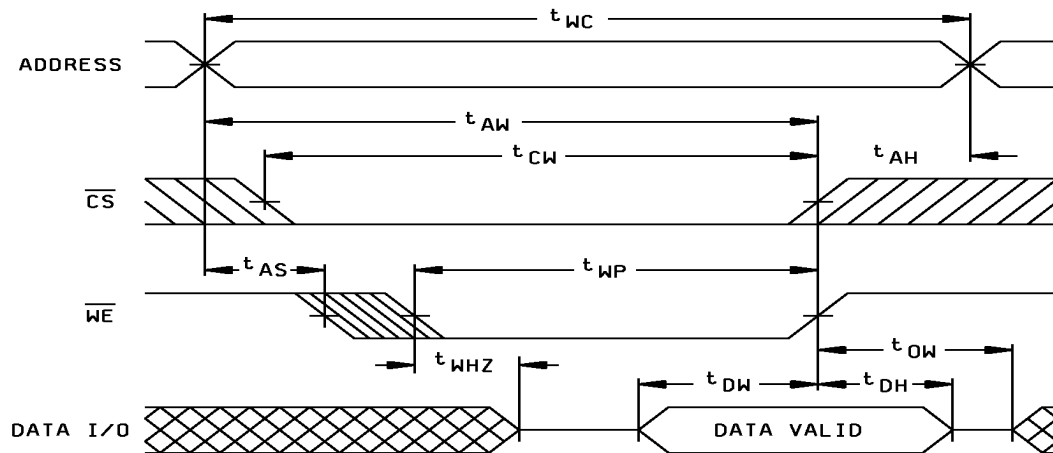 tWC
ADDRESS
tAW
tCW
tAH
CS
tAS
tWP
WE
tWHZ
tOW
tDW
tDH
DATA I/O
DATA VALID